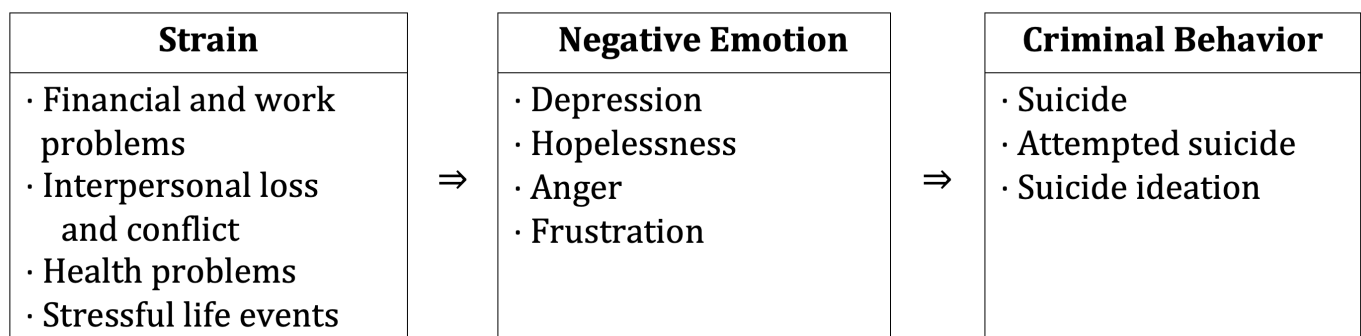 Strain
· Financial and work
problems
· Interpersonal loss
and conflict
· Health problems
· Stressful life events
⇒
Negative Emotion
· Depression
· Hopelessness
· Anger
· Frustration
⇒
Criminal Behavior
· Suicide
· Attempted suicide
· Suicide ideation